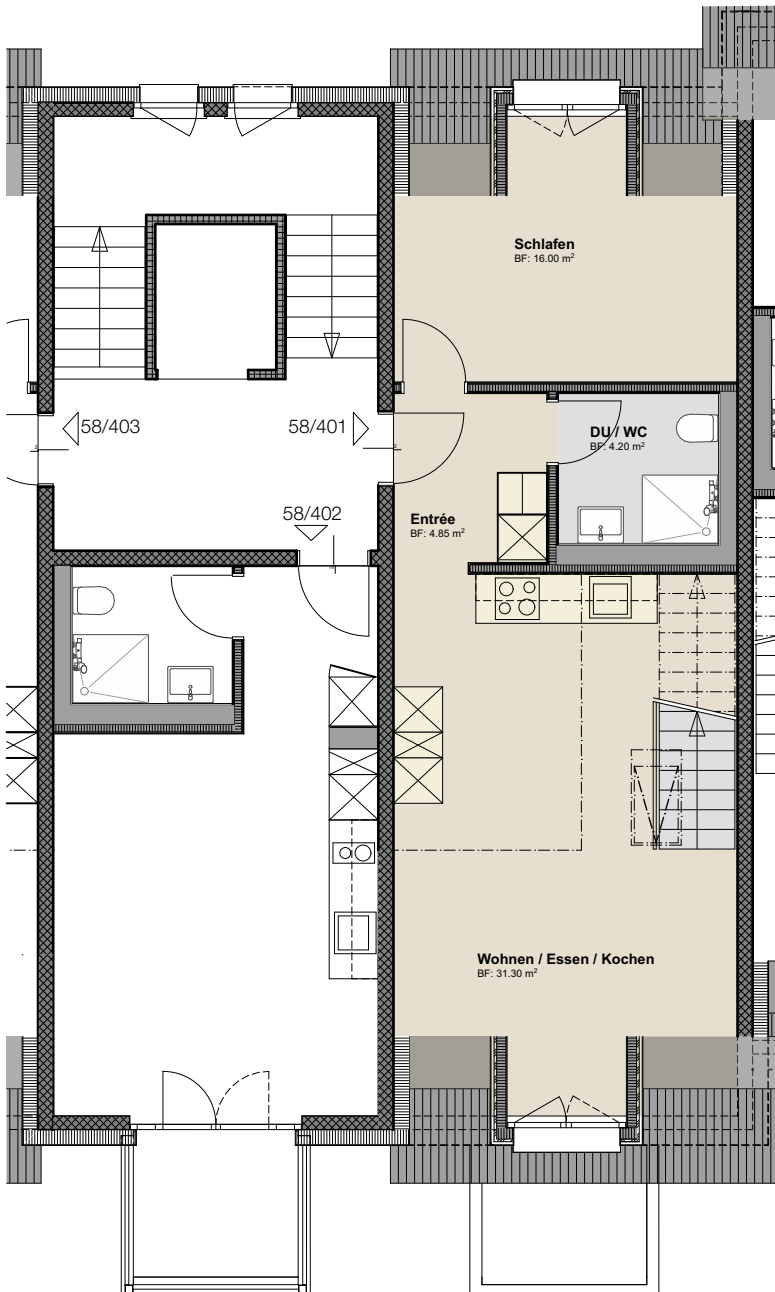 Schlafen
BF: 16.00 m²
58/403
58/401
DU / WC
BF: 4.20 m²
58/402
Entrée
BF: 4.85 m²
Wohnen / Essen / Kochen
BF: 31.30 m²